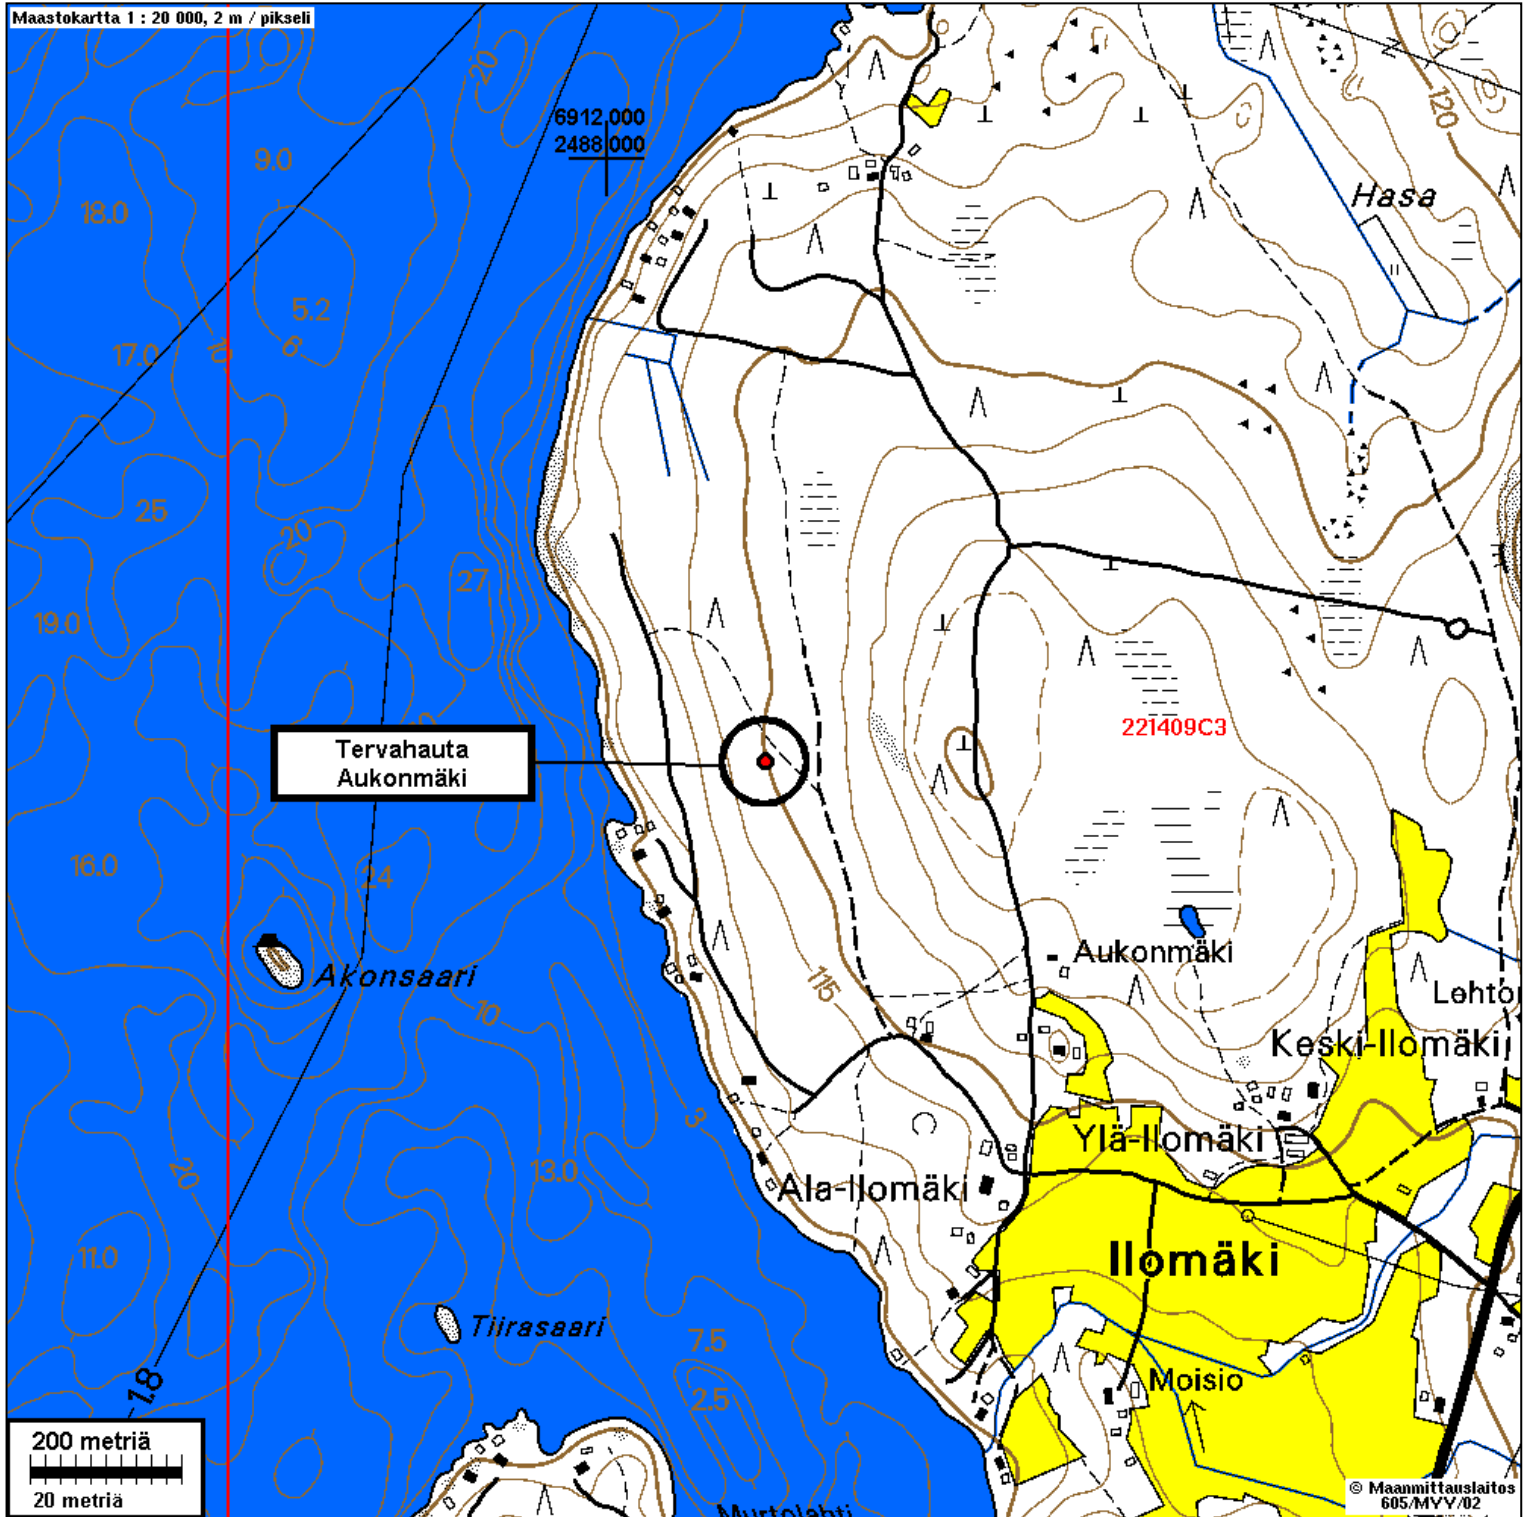 Maastokartta 1 : 20 000, 2 m / pikseli
6912 000
2488 000
20
120
9.0
18.0
Hasa
5.2
6
17.0
10
25
20
27
19.0
221409C3
Tervahauta
Aukonmäki
16.0
24
Aukonmäki
Akonsaari
115
Lehto
10
Keski-Ilomäki
3
Ylä-Ilomäki
20
13.0
Ala-Ilomäki
11.0
Ilomäki
Tiirasaari
7.5
2.5
Moisio
1.8
200 metriä
20 metriä
Murtolahti
© Maanmittauslaitos
605/MYY/02